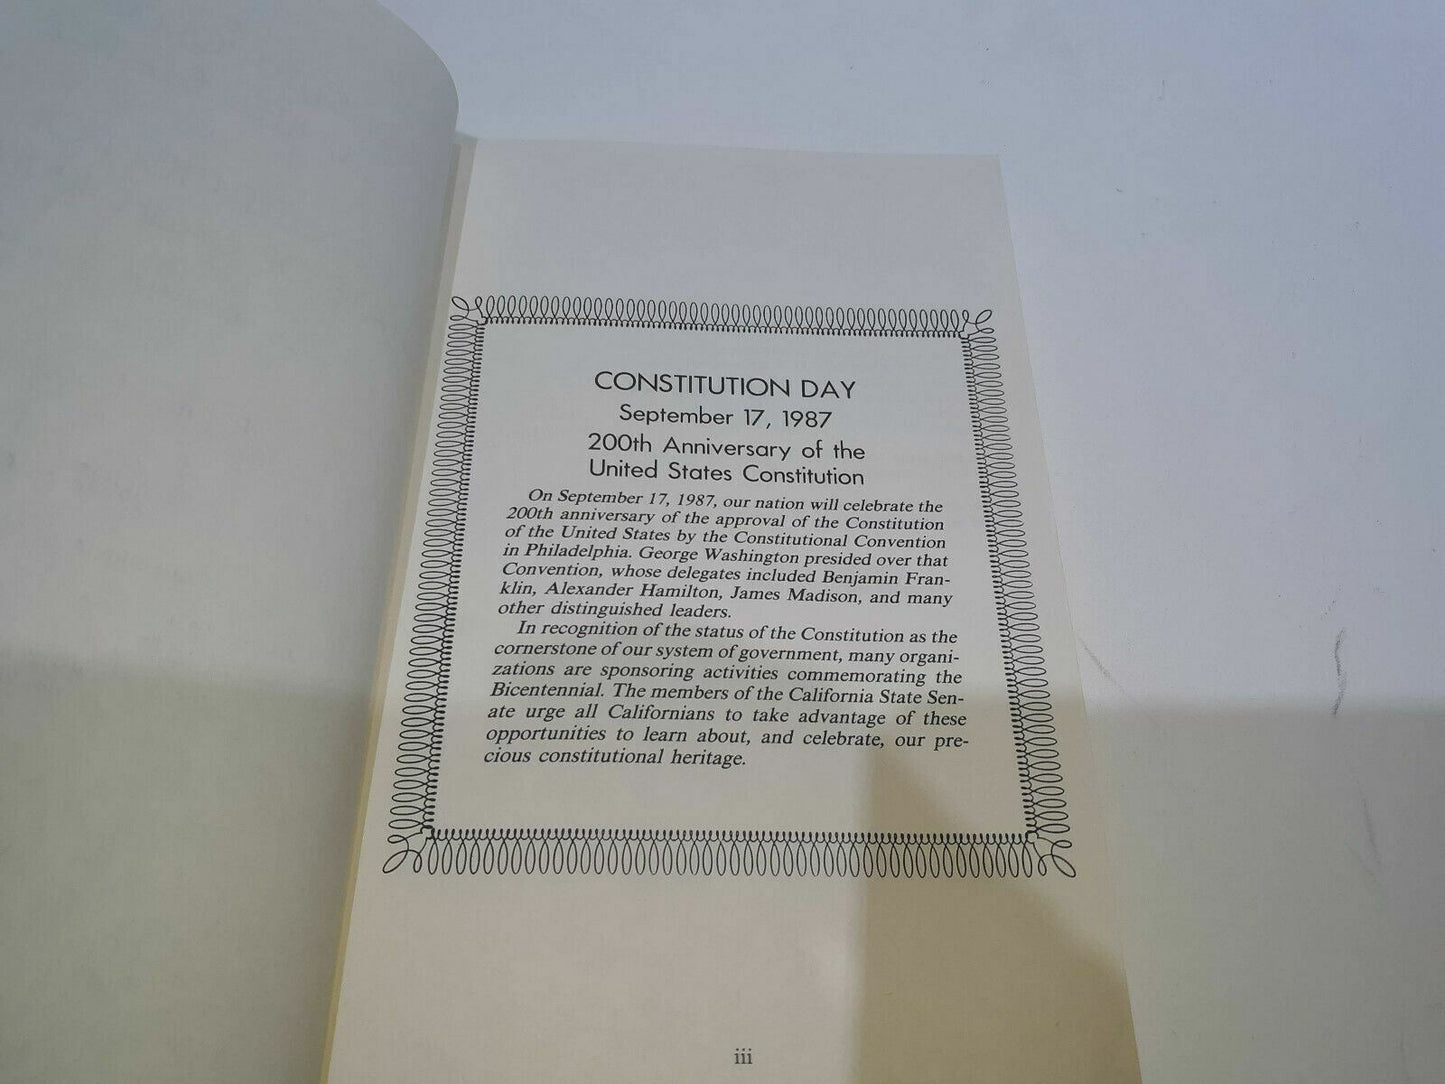 CONSTITUTION DAY
September 17, 1987
200th Anniversary of the
United States Constitution
On September 17, 1987, our nation will celebrate the
200th anniversary of the approval of the Constitution
of the United States by the Constitutional Convention
in Philadelphia. George Washington presided over that
Convention, whose delegates included Benjamin Fran-
klin, Alexander Hamilton, James Madison, and many
other distinguished leaders.
In recognition of the status of the Constitution as the
cornerstone of our system of government, many organi-
zations are sponsoring activities commemorating the
Bicentennial. The members of the California State Sen-
ate urge all Californians to take advantage of these
opportunities to learn about, and celebrate, our pre-
cious constitutional heritage.
iii